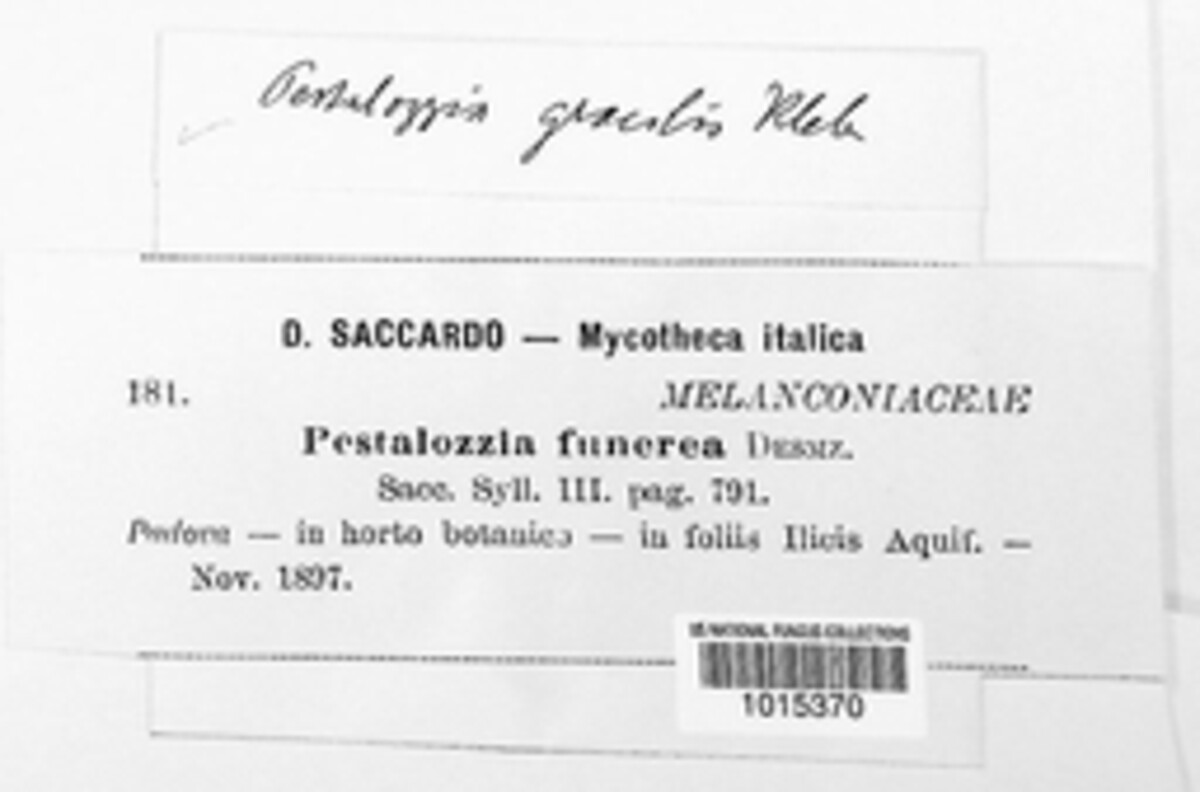 Pestalozzia gracilis Kleb
D. SACCARDO — Mycotheca italica
181. MELANCONIACEAE
Pestalozzia funerea Desmz.
Sacc. Syll. III. pag. 791.
Padova — in horto botanico — in foliis Ilicis Aquif. —
Nov. 1897.
US NATIONAL FUNGUS COLLECTIONS
1015370